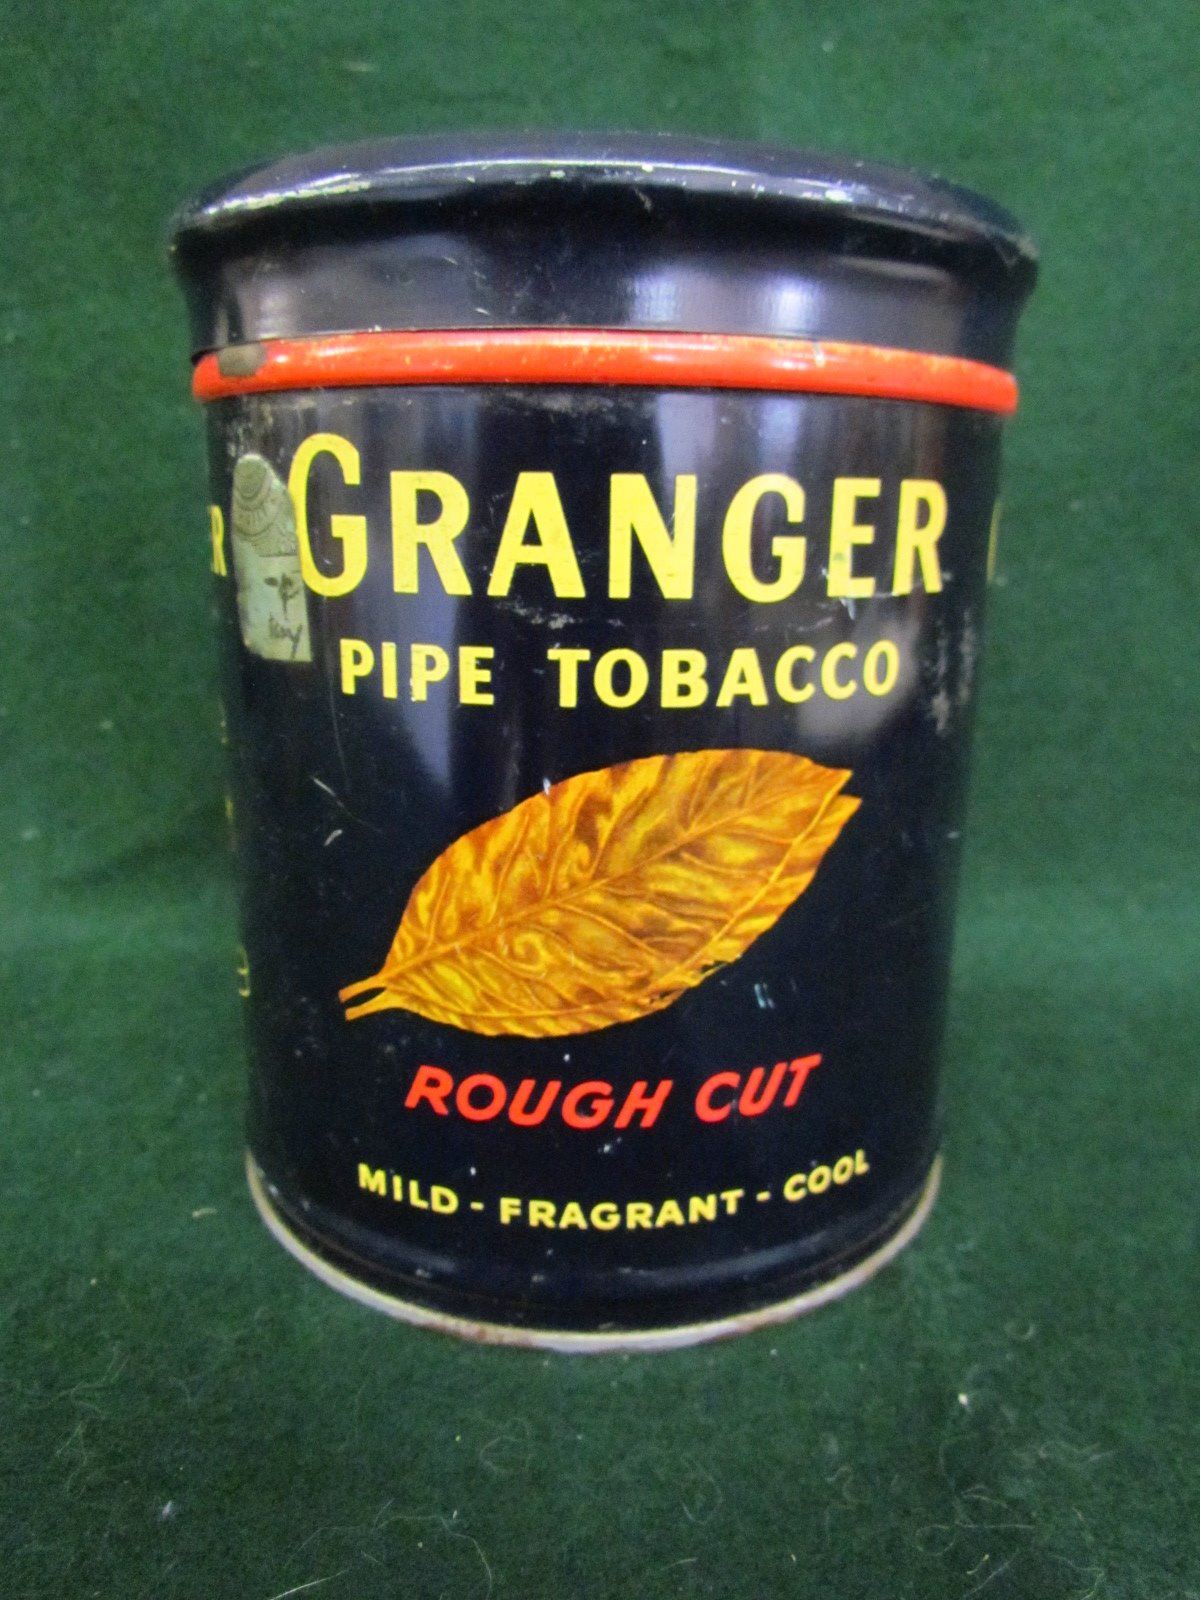 GRANGER
PIPE TOBACCO
ROUGH CUT
MILD - FRAGRANT - COOL